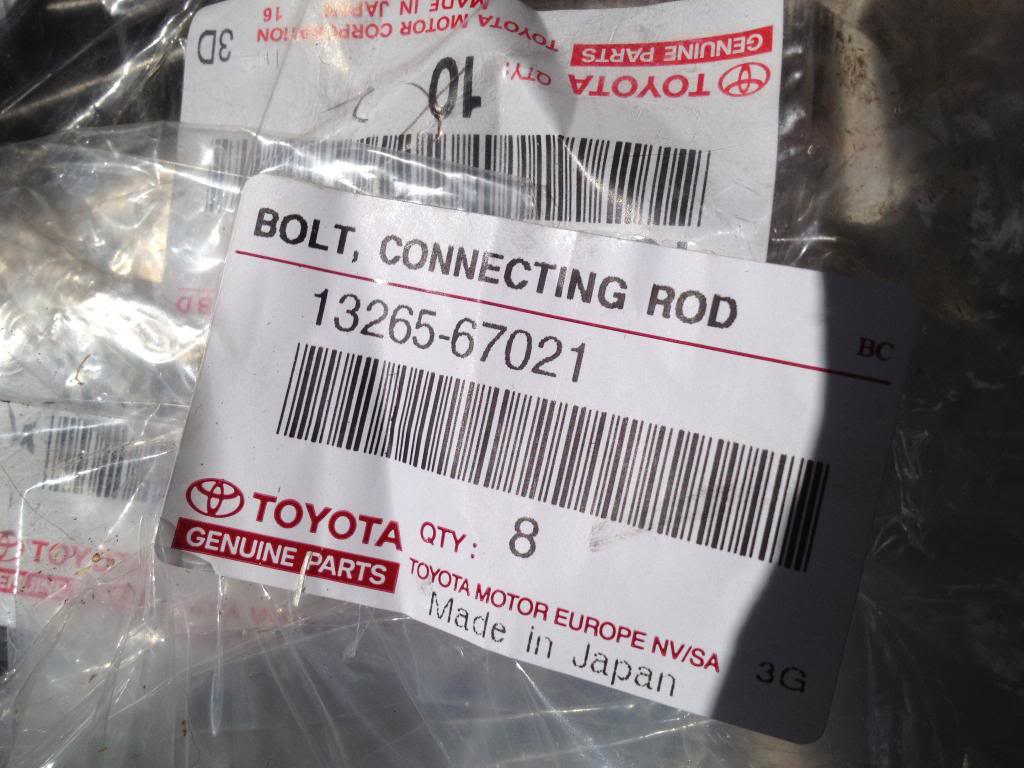 TOYOTA
GENUINE PARTS
QTY:
10
TOYOTA MOTOR CORPORATION
MADE IN JAPAN
16
3D
BOLT, CONNECTING ROD
BC
13265-67021
TOYOTA
GENUINE PARTS
QTY: 8
TOYOTA MOTOR EUROPE NV/SA
Made in Japan
3G